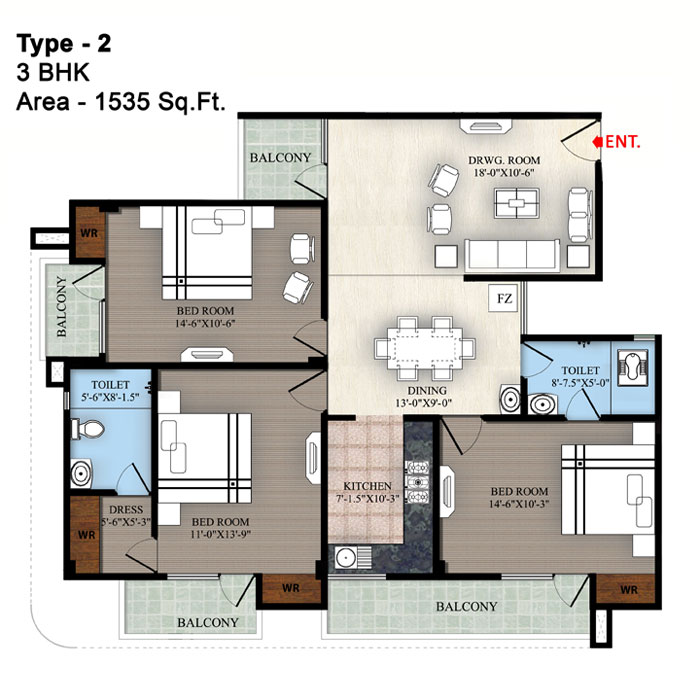 Type - 2
3 BHK
Area - 1535 Sq.Ft.
ENT.
BALCONY
DRWG. ROOM
18'-0"X10'-6"
WR
BALCONY
BED ROOM
14'-6"X10'-6"
FZ
TOILET
5'-6"X8'-1.5"
DINING
13'-0"X9'-0"
TOILET
8'-7.5"X5'-0"
KITCHEN
7'-1.5"X10'-3"
BED ROOM
14'-6"X10'-3"
DRESS
5'-6"X5'-3"
WR
BED ROOM
11'-0"X13'-9"
WR
WR
BALCONY
BALCONY